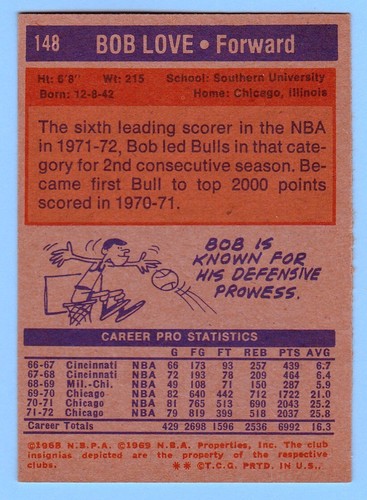 148 BOB LOVE • Forward
Ht: 6'8" Wt: 215 School: Southern University
Born: 12-8-42 Home: Chicago, Illinois
The sixth leading scorer in the NBA
in 1971-72, Bob led Bulls in that cate-
gory for 2nd consecutive season. Be-
came first Bull to top 2000 points
scored in 1970-71.
BOB IS
KNOWN FOR
HIS DEFENSIVE
PROWESS.
CAREER PRO STATISTICS
G FG FT REB PTS AVG
66-67 Cincinnati NBA 66 173 93 257 439 6.7
67-68 Cincinnati NBA 72 193 78 209 464 6.4
68-69 Mil.-Chi. NBA 49 108 71 150 287 5.9
69-70 Chicago NBA 82 640 442 712 1722 21.0
70-71 Chicago NBA 81 765 513 690 2043 25.2
71-72 Chicago NBA 79 819 399 518 2037 25.8
Career Totals 429 2698 1596 2536 6992 16.3
©1968 N.B.P.A. ©1969 N.B.A. Properties, Inc. The club
insignias depicted are the property of the respective
clubs. ** ©T.C.G. PRTD. IN U.S.